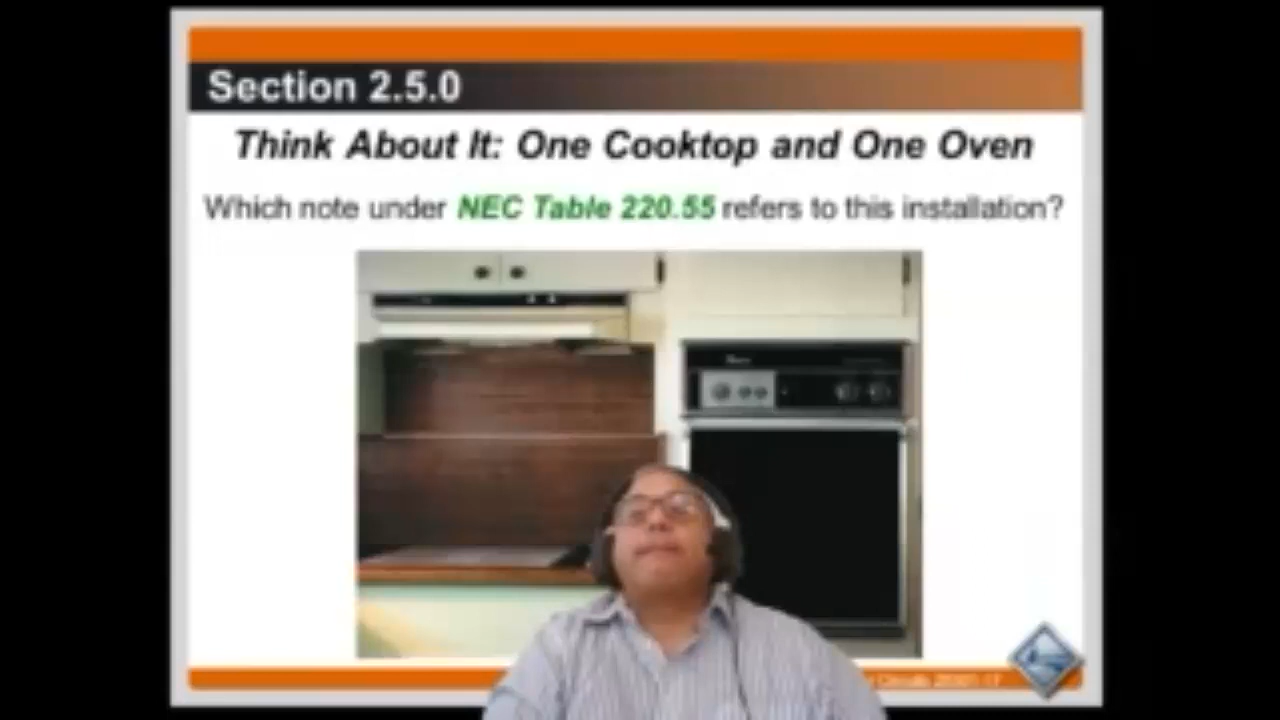 Section 2.5.0
Think About It: One Cooktop and One Oven
Which note under NEC Table 220.55 refers to this installation?